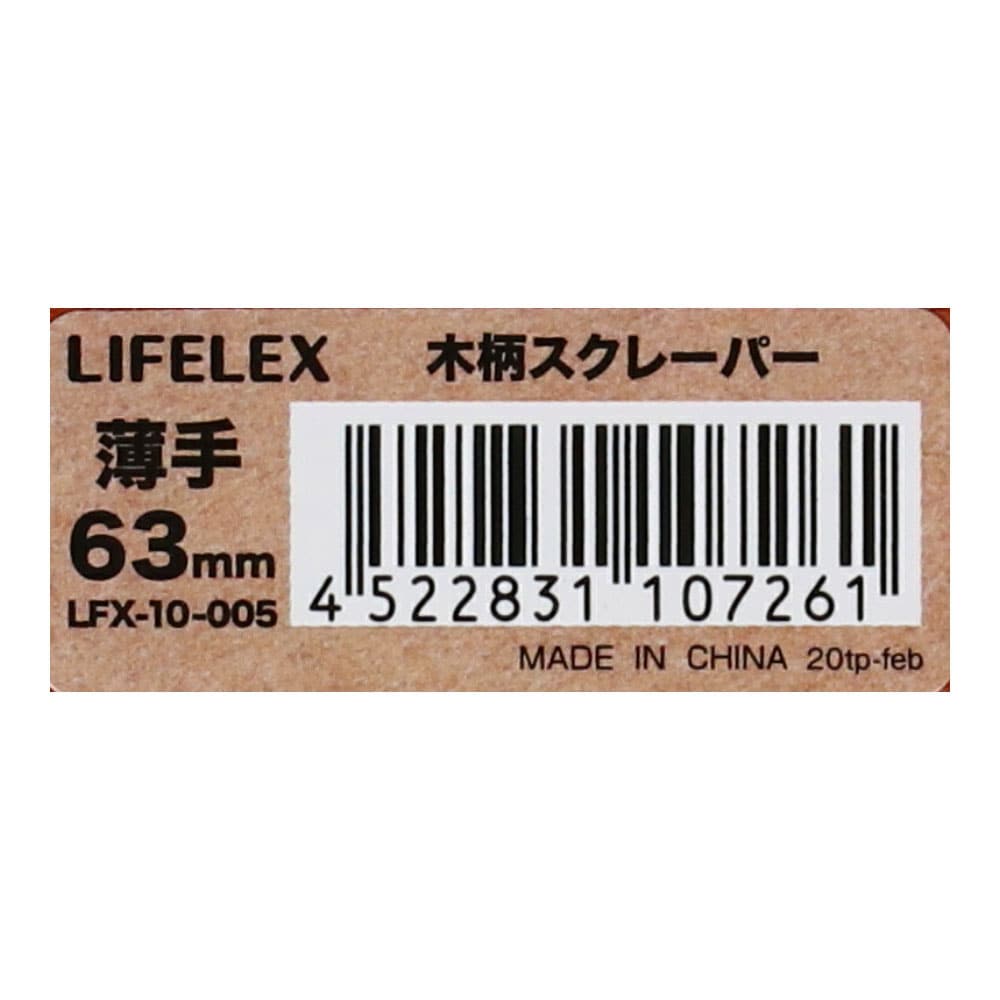 LIFELEX 木柄スクレーパー
薄手
63mm
LFX-10-005
4 522831 107261
MADE IN CHINA 20tp-feb